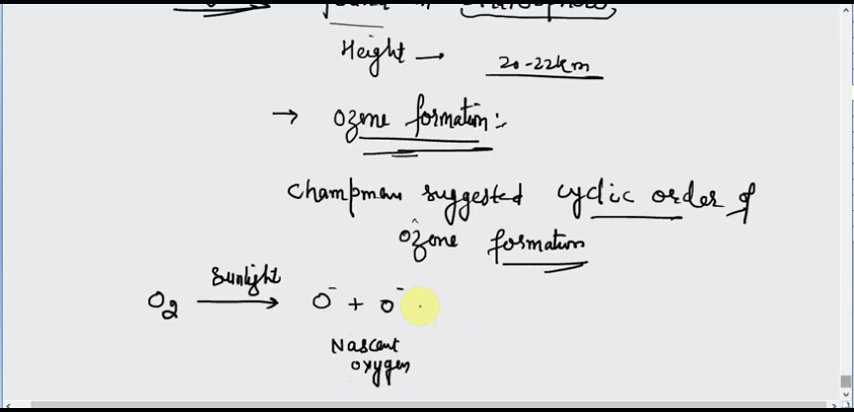 Height → 20-22km
→ Ozone formation:-
Champman suggested cyclic order of
ozone formation
O2 Sunlight → O⁻ + O⁻
Nascent
oxygen